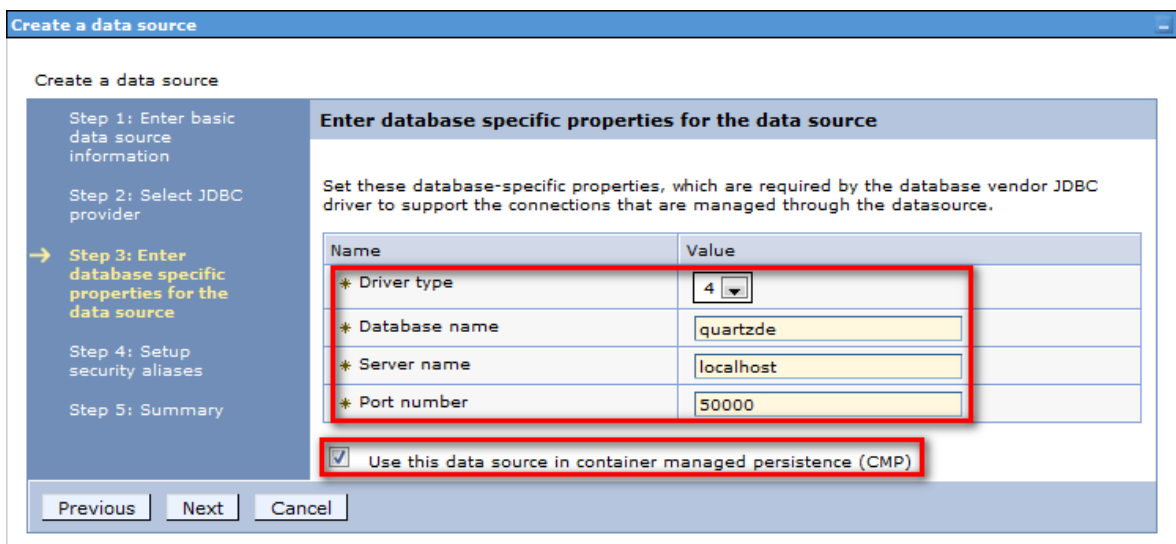 Create a data source
Create a data source
Step 1: Enter basic
data source
information
Step 2: Select JDBC
provider
Step 3: Enter
database specific
properties for the
data source
Step 4: Setup
security aliases
Step 5: Summary
Enter database specific properties for the data source
Set these database-specific properties, which are required by the database vendor JDBC
driver to support the connections that are managed through the datasource.
Name Value
* Driver type 4
* Database name quartzde
* Server name localhost
* Port number 50000
Use this data source in container managed persistence (CMP)
Previous Next Cancel